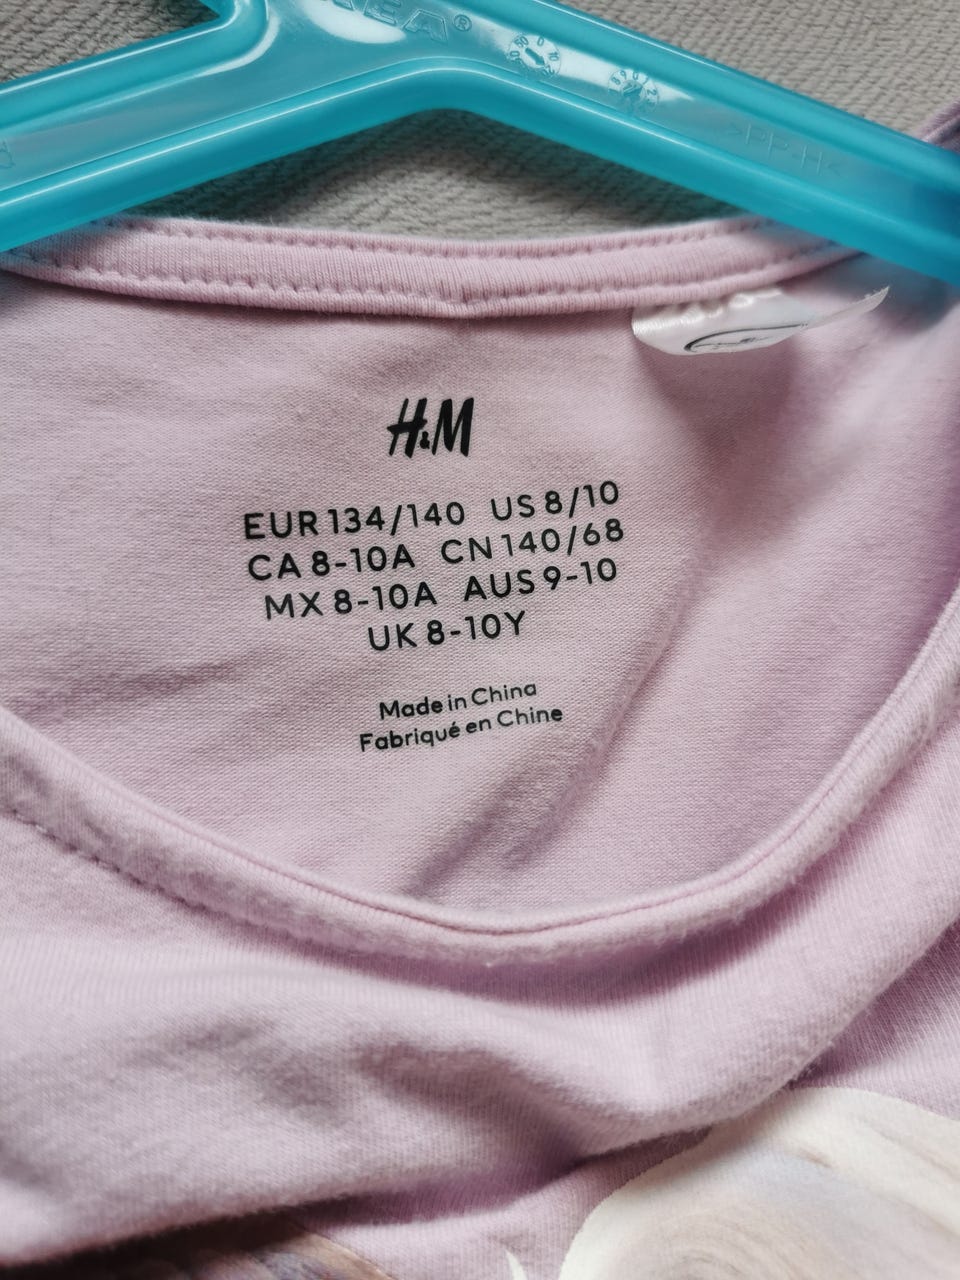 H&M
EUR 134/140 US 8/10
CA 8-10A CN 140/68
MX 8-10A AUS 9-10
UK 8-10Y
Made in China
Fabriqué en Chine
>PP-H<